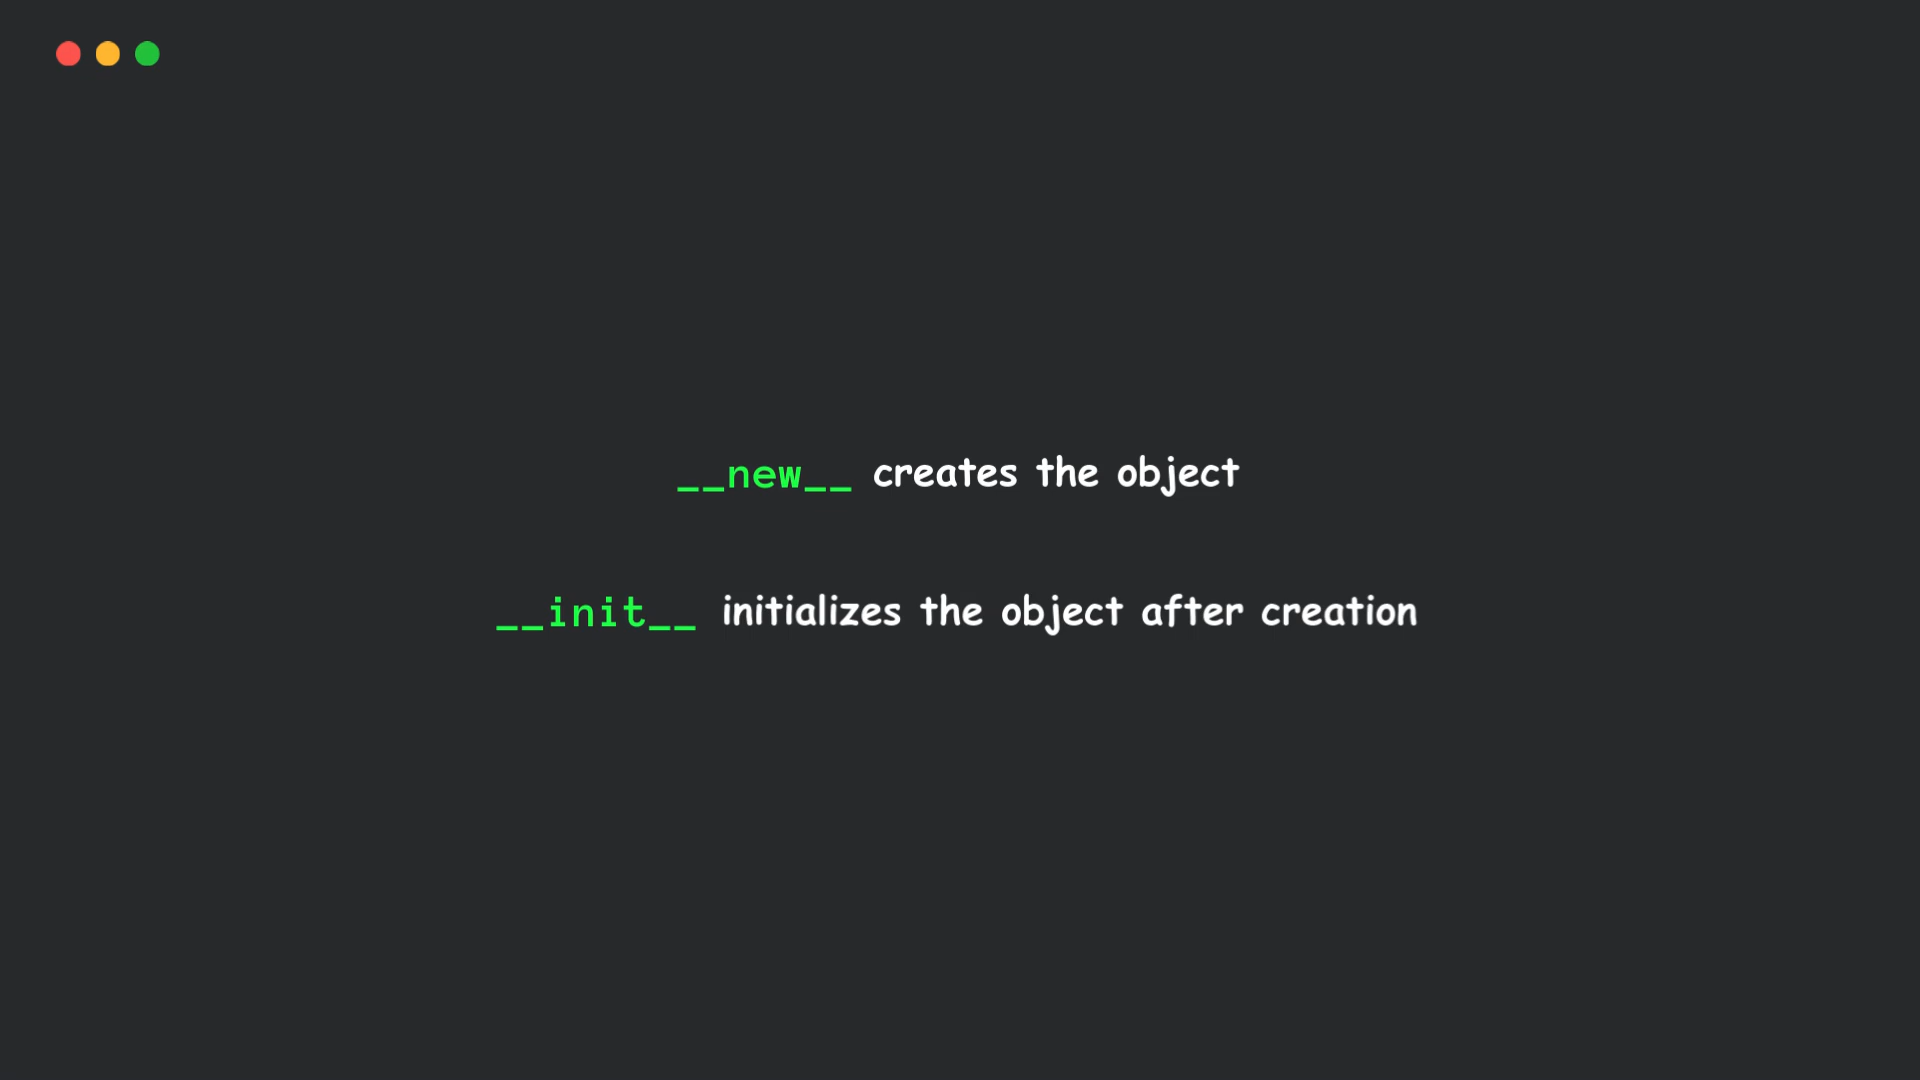 __new__ creates the object
__init__ initializes the object after creation